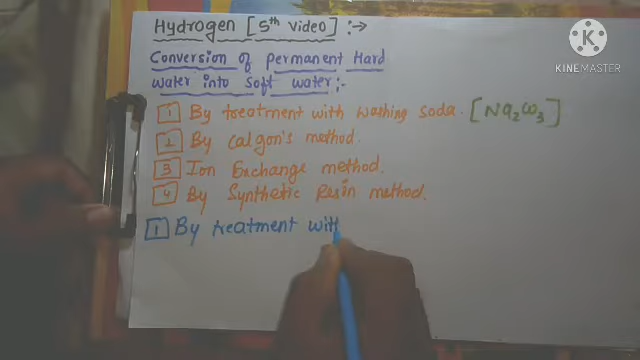 Hydrogen [5th Video] :→
Conversion of Permanent Hard
Water into Soft Water :-
1 By treatment with washing soda. [Na2CO3]
2 By Calgon's method.
3 Ion Exchange method.
4 By Synthetic Resin method.
1 By treatment with
KINEMASTER